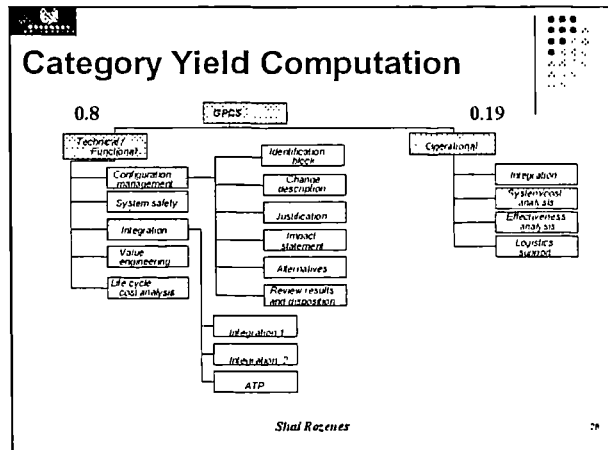 Category Yield Computation
0.8
GPCS
0.19
Technical /
Functional
Configuration
management
System safety
Integration
Value
engineering
Life cycle
cost analysis
Identification
block
Change
description
Justification
Impact
statement
Alternatives
Review results
and disposition
Integration 1
Integration 2
ATP
Operational
Integration
System/cost
analysis
Effectiveness
analysis
Logistics
support
Shai Rozenes